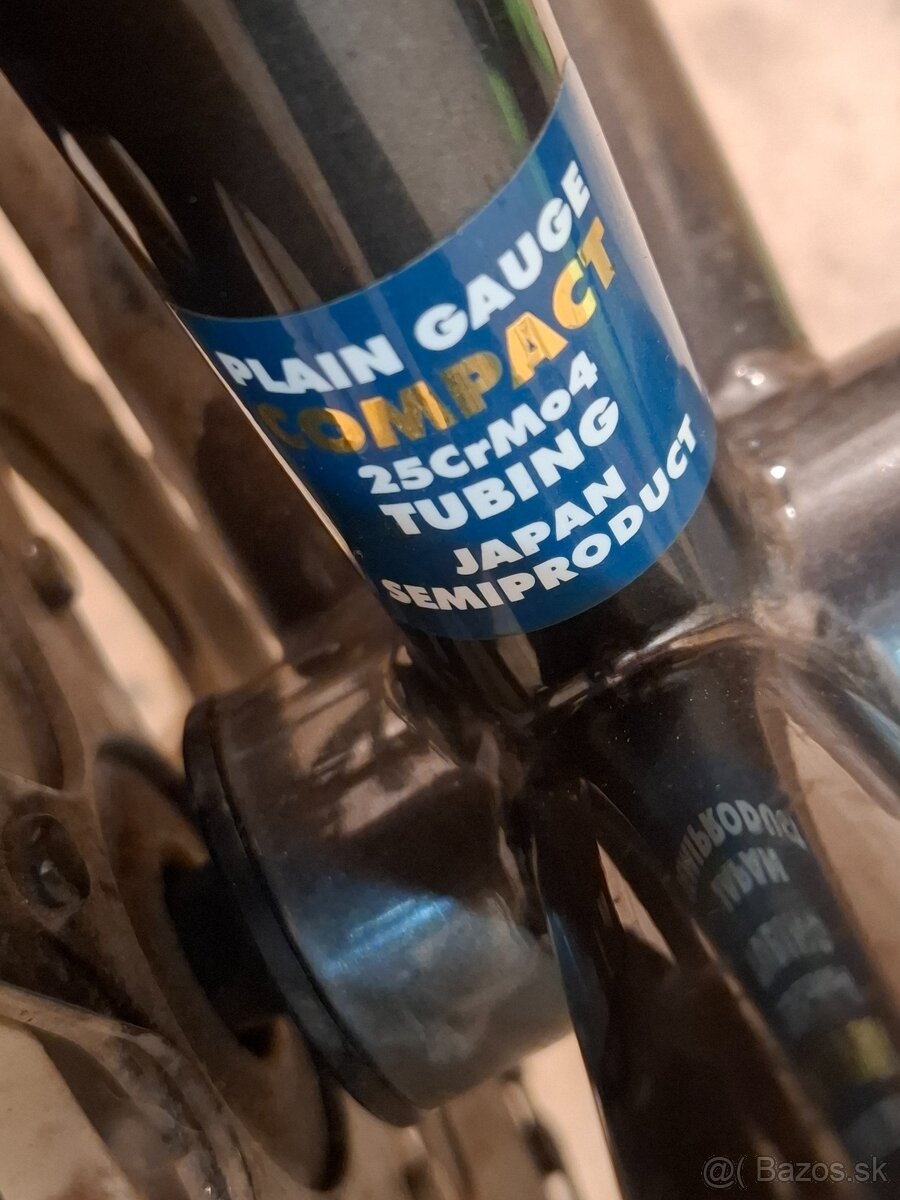 PLAIN GAUGE
COMPACT
25CrMo4
TUBING
JAPAN
SEMIPRODUCT
@( Bazos.sk